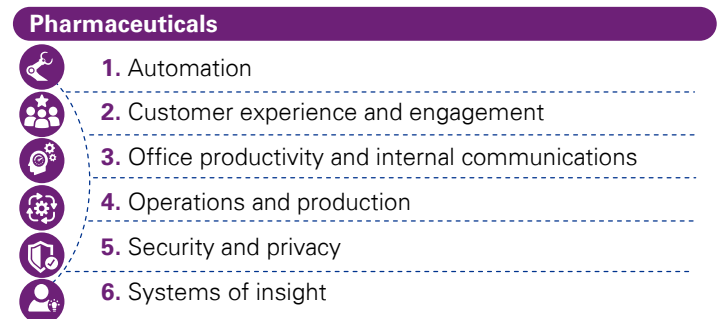 Pharmaceuticals
1. Automation
2. Customer experience and engagement
3. Office productivity and internal communications
4. Operations and production
5. Security and privacy
6. Systems of insight